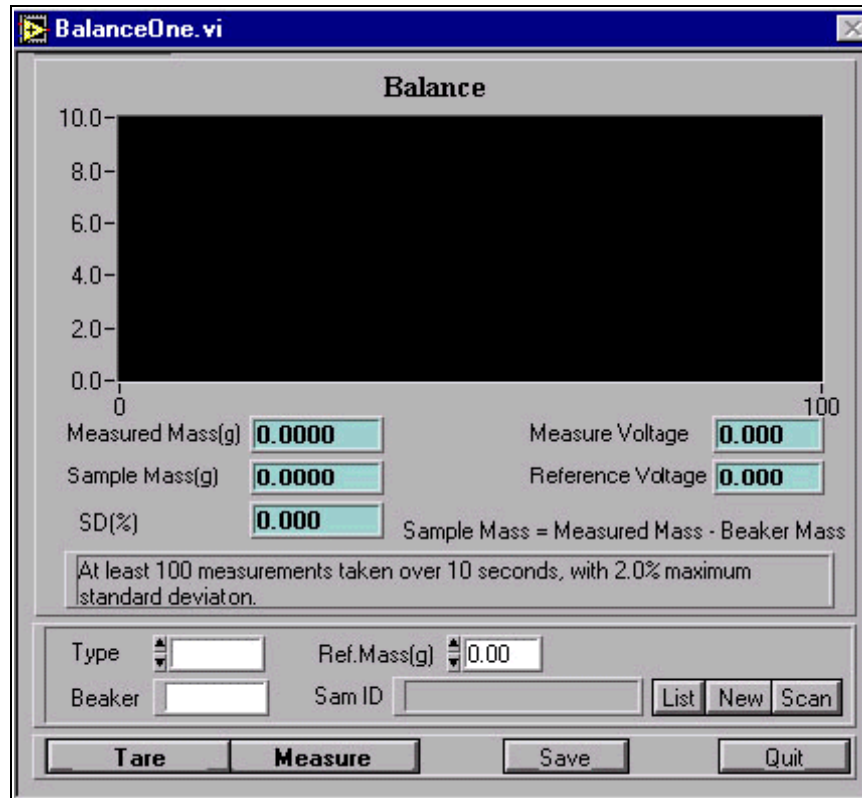 BalanceOne.vi
Balance
10.0
8.0
6.0
4.0
2.0
0.0
0 100
Measured Mass(g) 0.0000 Measure Voltage 0.000
Sample Mass(g) 0.0000 Reference Voltage 0.000
SD(%) 0.000 Sample Mass = Measured Mass - Beaker Mass
At least 100 measurements taken over 10 seconds, with 2.0% maximum
standard deviaton.
Type Ref.Mass(g) 0.00
Beaker Sam ID List New Scan
Tare Measure Save Quit